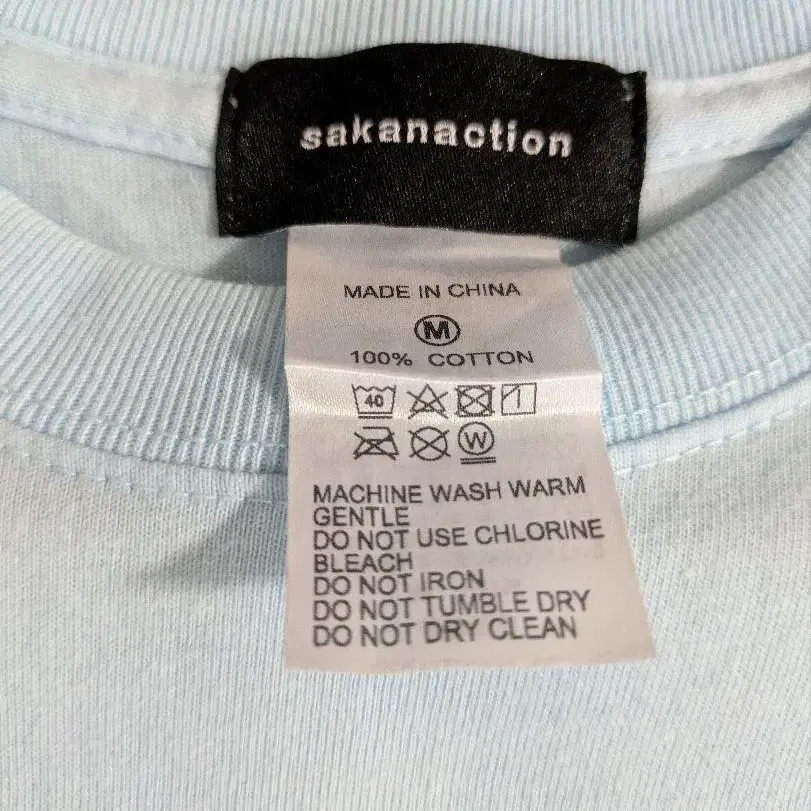 sakanaction
MADE IN CHINA
M
100% COTTON
40
W
MACHINE WASH WARM
GENTLE
DO NOT USE CHLORINE
BLEACH
DO NOT IRON
DO NOT TUMBLE DRY
DO NOT DRY CLEAN